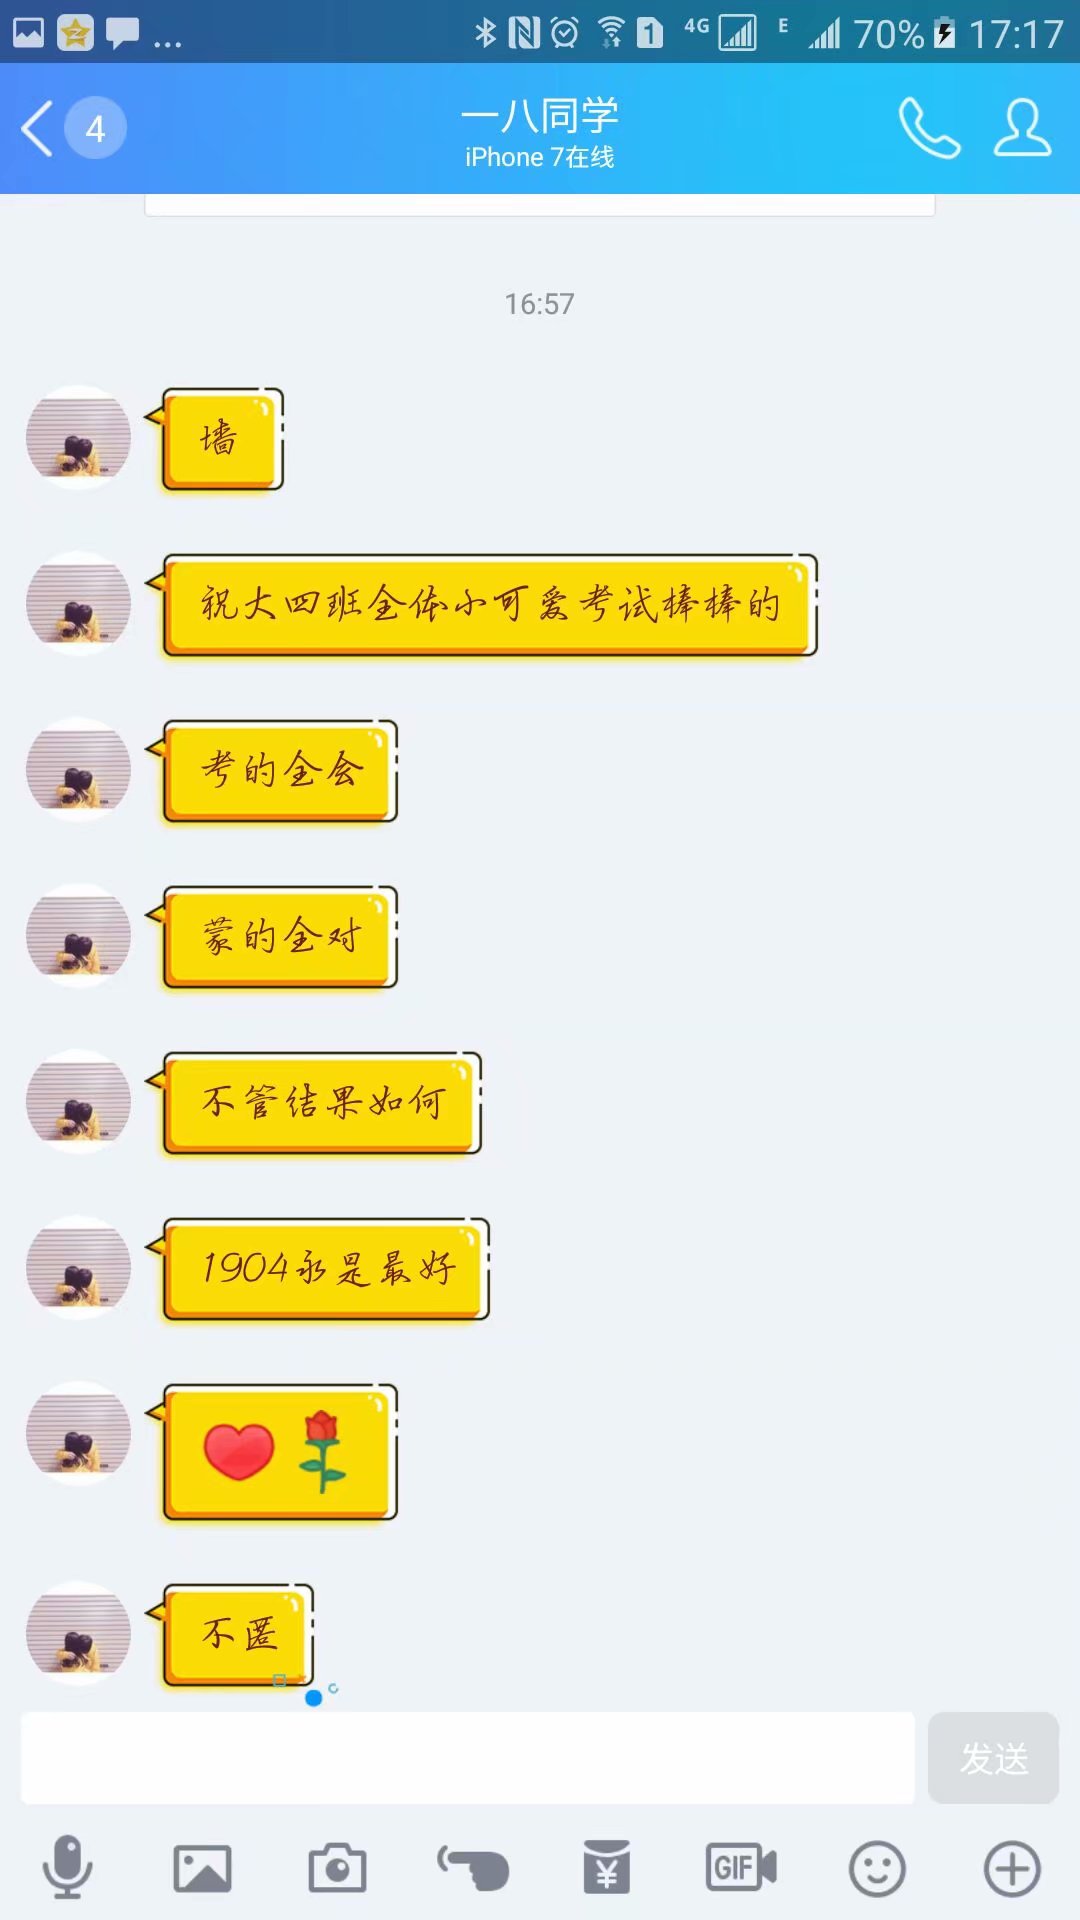 ... 1 4G E 70% 17:17
4
一八同学
iPhone 7在线
16:57
墙
祝大四班全体小可爱考试棒棒的
考的全会
蒙的全对
不管结果如何
1904永是最好
不匿
发送
GIF